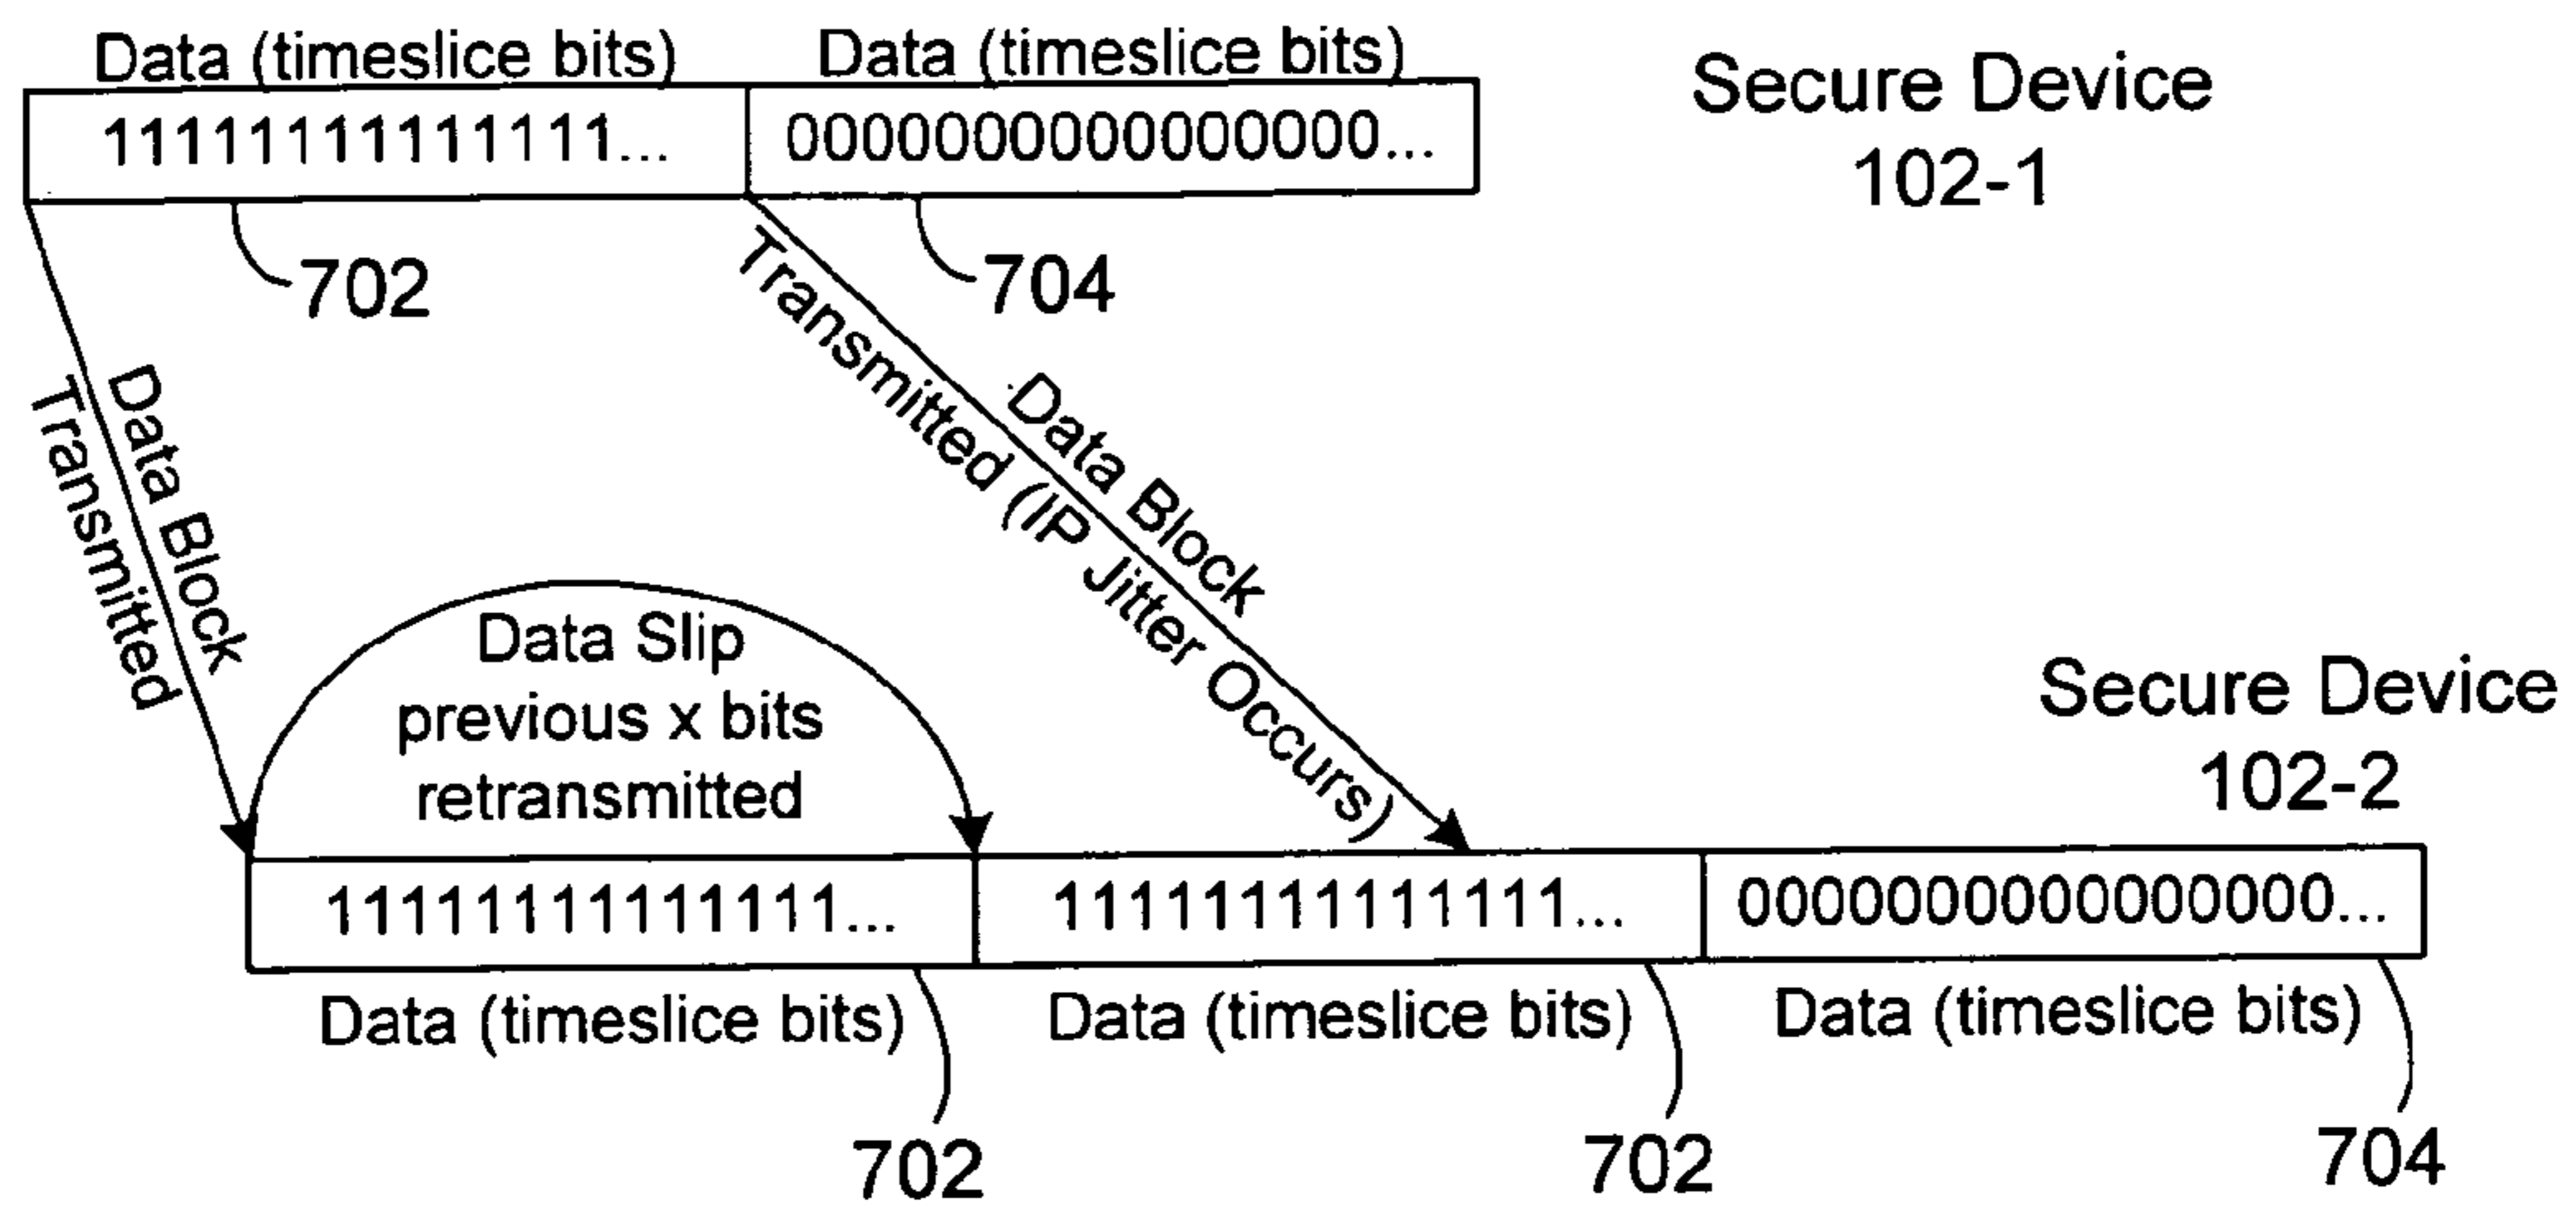 Data (timeslice bits)
Data (timeslice bits)
11111111111111...
0000000000000000...
Secure Device
102-1
702
704
Data Block
Transmitted
Data Block
Transmitted (IP Jitter Occurs)
Data Slip
previous x bits
retransmitted
Secure Device
102-2
11111111111111...
11111111111111...
0000000000000000...
Data (timeslice bits)
Data (timeslice bits)
Data (timeslice bits)
702
702
704